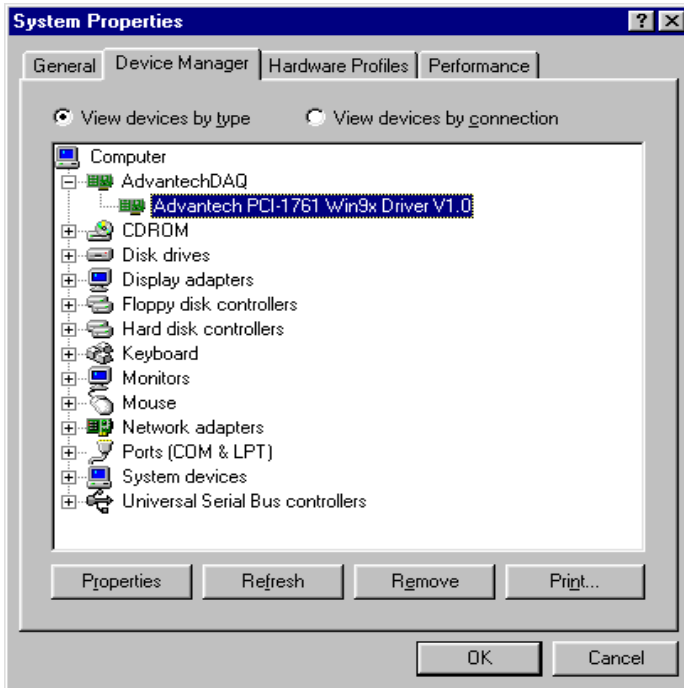 System Properties
General Device Manager Hardware Profiles Performance
View devices by type View devices by connection
Computer
AdvantechDAQ
Advantech PCI-1761 Win9x Driver V1.0
CDROM
Disk drives
Display adapters
Floppy disk controllers
Hard disk controllers
Keyboard
Monitors
Mouse
Network adapters
Ports (COM & LPT)
System devices
Universal Serial Bus controllers
Properties Refresh Remove Print...
OK Cancel